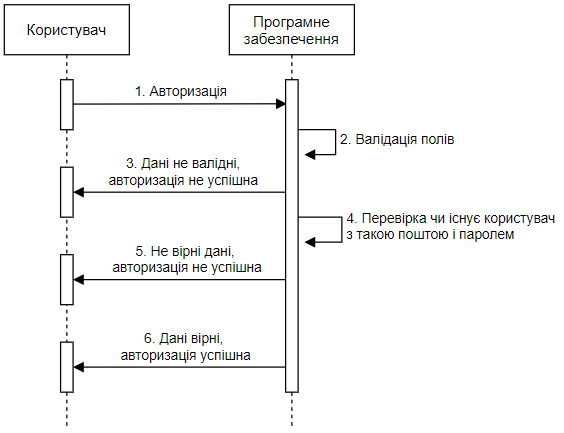 Користувач
Програмне
забезпечення
1. Авторизація
2. Валідація полів
3. Дані не валідні,
авторизація не успішна
4. Перевірка чи існує користувач
з такою поштою і паролем
5. Не вірні дані,
авторизація не успішна
6. Дані вірні,
авторизація успішна